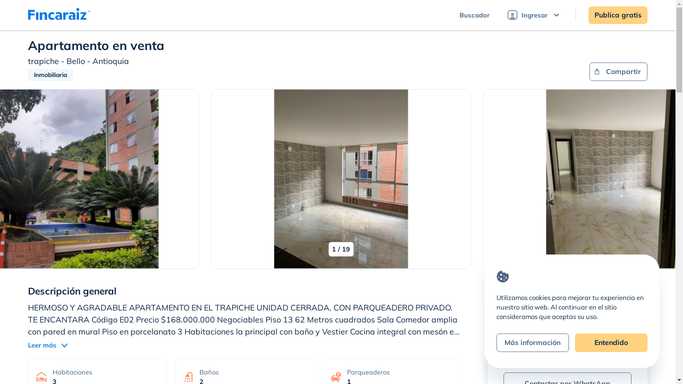 Fincaraiz
Buscador
Ingresar
Publica gratis
Apartamento en venta
trapiche - Bello - Antioquia
Inmobiliaria
Compartir
1 / 19
Descripción general
HERMOSO Y AGRADABLE APARTAMENTO EN EL TRAPICHE UNIDAD CERRADA, CON PARQUEADERO PRIVADO.
TE ENCANTARA Código E02 Precio $168.000.000 Negociables Piso 13 62 Metros cuadrados Sala Comedor amplia
con pared en mural Piso en porcelanato 3 Habitaciones la principal con baño y Vestier Cocina integral con mesón e...
Leer más
Habitaciones
3
Baños
2
Parqueaderos
1
Utilizamos cookies para mejorar tu experiencia en
nuestro sitio web. Al continuar en el sitio
consideramos que aceptas su uso.
Más información
Entendido
Contactar por WhatsApp